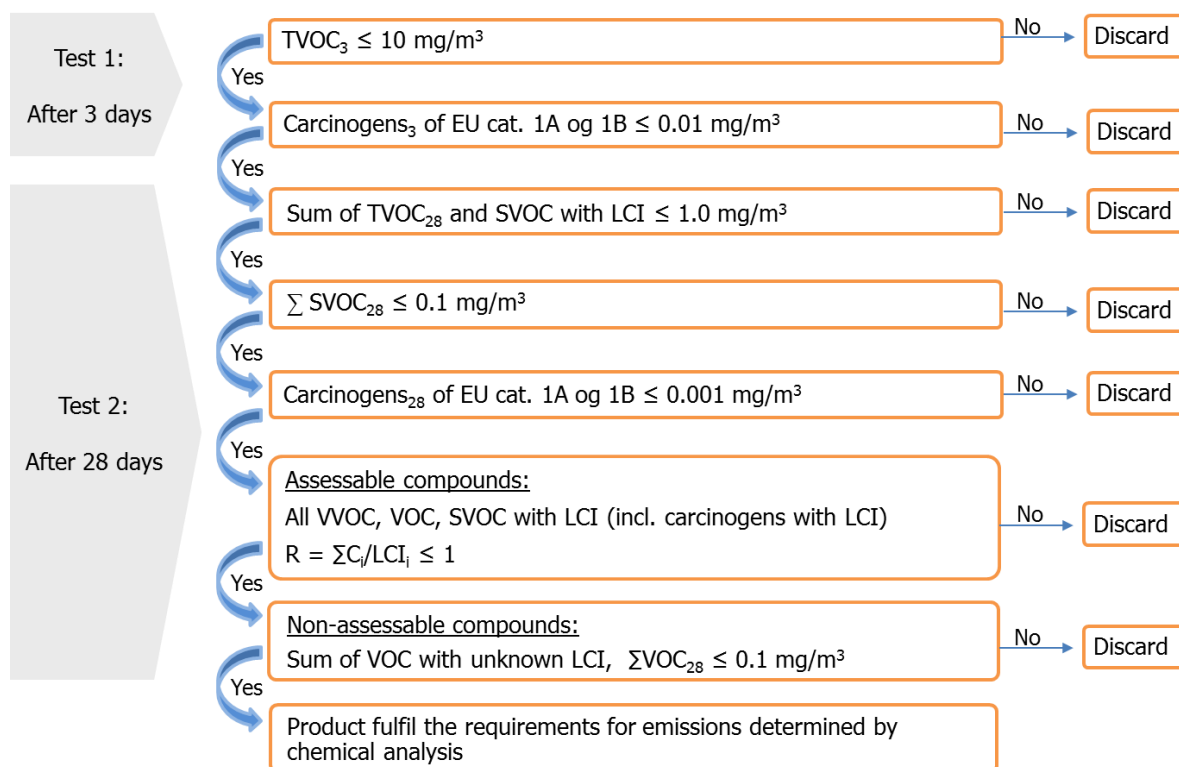 Test 1:
After 3 days
TVOC₃ ≤ 10 mg/m³
No
Discard
Yes
Carcinogens₃ of EU cat. 1A og 1B ≤ 0.01 mg/m³
No
Discard
Yes
Test 2:
After 28 days
Sum of TVOC₂₈ and SVOC with LCI ≤ 1.0 mg/m³
No
Discard
Yes
∑ SVOC₂₈ ≤ 0.1 mg/m³
No
Discard
Yes
Carcinogens₂₈ of EU cat. 1A og 1B ≤ 0.001 mg/m³
No
Discard
Yes
Assessable compounds:
All VVOC, VOC, SVOC with LCI (incl. carcinogens with LCI)
R = ΣCᵢ/LCIᵢ ≤ 1
No
Discard
Yes
Non-assessable compounds:
Sum of VOC with unknown LCI, ΣVOC₂₈ ≤ 0.1 mg/m³
No
Discard
Yes
Product fulfil the requirements for emissions determined by
chemical analysis